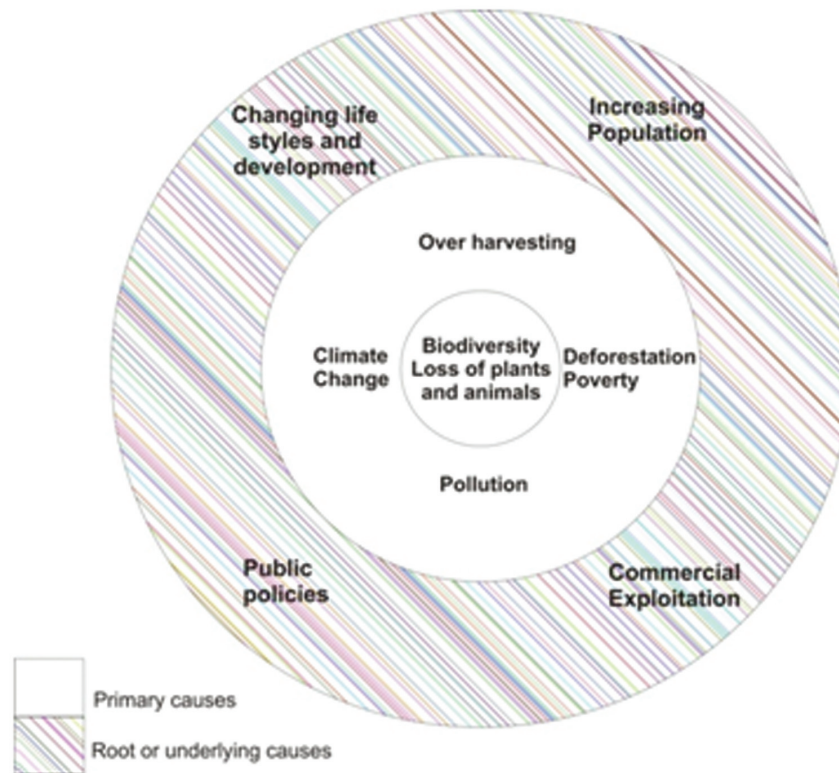 Changing life
styles and
development
Increasing
Population
Over harvesting
Climate
Change
Biodiversity
Loss of plants
and animals
Deforestation
Poverty
Pollution
Public
policies
Commercial
Exploitation
Primary causes
Root or underlying causes